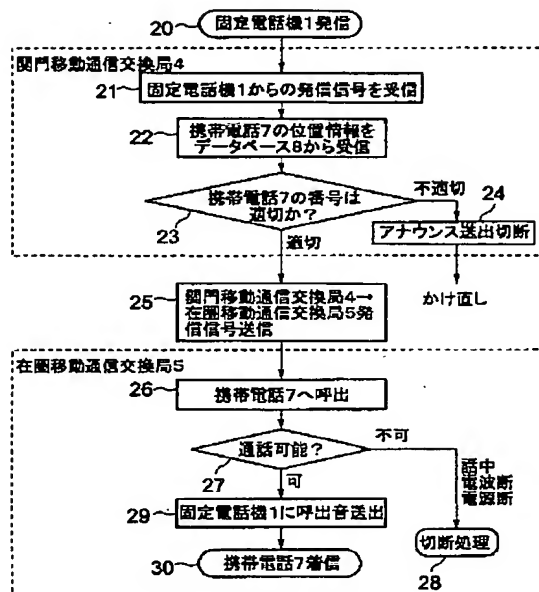 20
固定電話機1発信
関門移動通信交換局4
21
固定電話機1からの発信信号を受信
22
携帯電話7の位置情報を
データベース8から受信
携帯電話7の番号は
適切か?
23
不適切
24
アナウンス送出切断
適切
かけ直し
25
関門移動通信交換局4→
在圏移動通信交換局5発
信信号送信
在圏移動通信交換局5
26
携帯電話7へ呼出
通話可能?
27
不可
可
話中
電波断
電源断
29
固定電話機1に呼出音送出
切断処理
28
30
携帯電話7着信